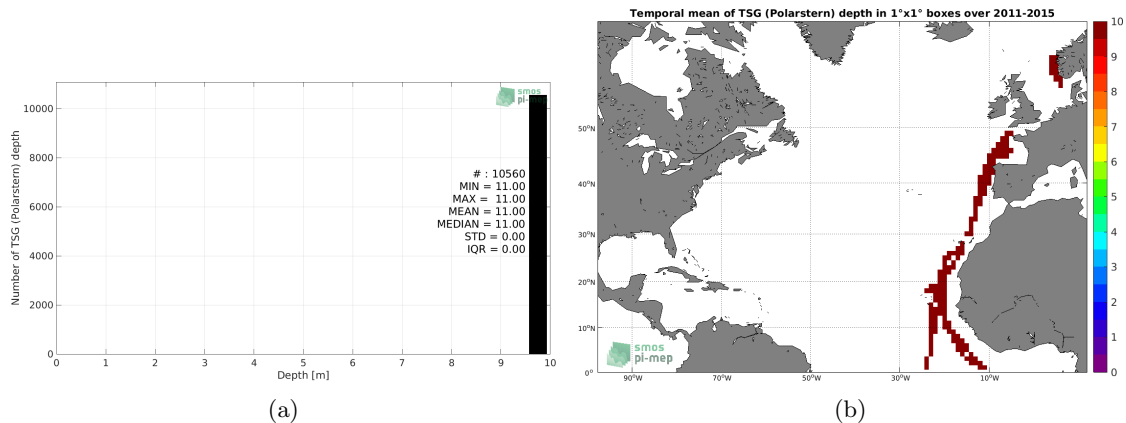 smos
pi-mep
Number of TSG (Polarstern) depth
10000
8000
6000
4000
2000
0
# : 10560
MIN = 11.00
MAX = 11.00
MEAN = 11.00
MEDIAN = 11.00
STD = 0.00
IQR = 0.00
0 1 2 3 4 5 6 7 8 9 10
Depth [m]
(a)
Temporal mean of TSG (Polarstern) depth in 1°x1° boxes over 2011-2015
50°N
40°N
30°N
20°N
10°N
0°
90°W 70°W 50°W 30°W 10°W
smos
pi-mep
10
9
8
7
6
5
4
3
2
1
0
(b)